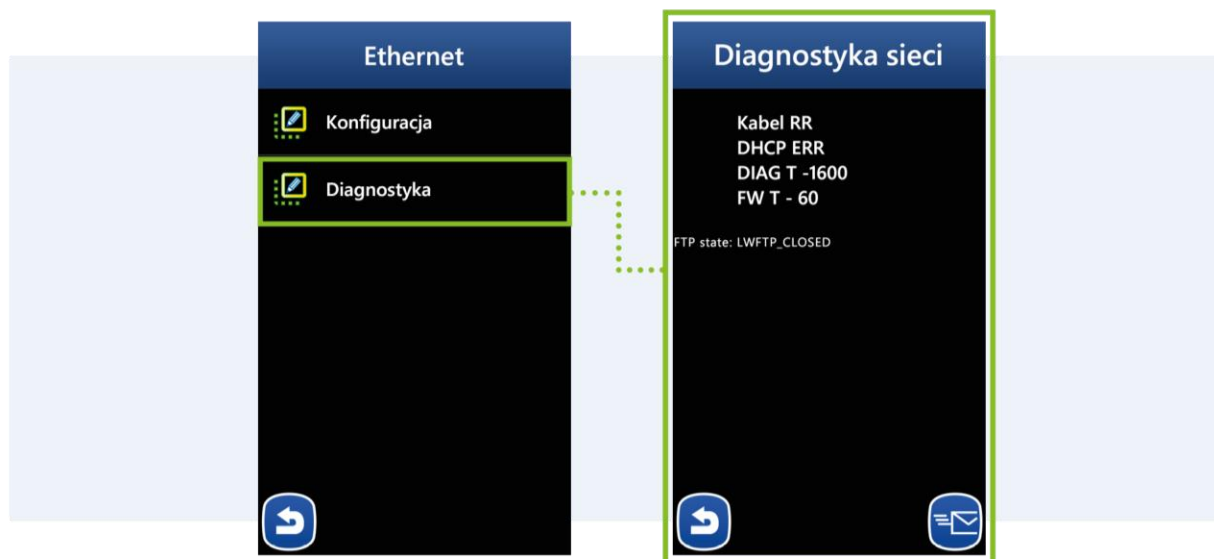 Ethernet
Konfiguracja
Diagnostyka
Diagnostyka sieci
Kabel RR
DHCP ERR
DIAG T -1600
FW T - 60
FTP state: LWFTP_CLOSED